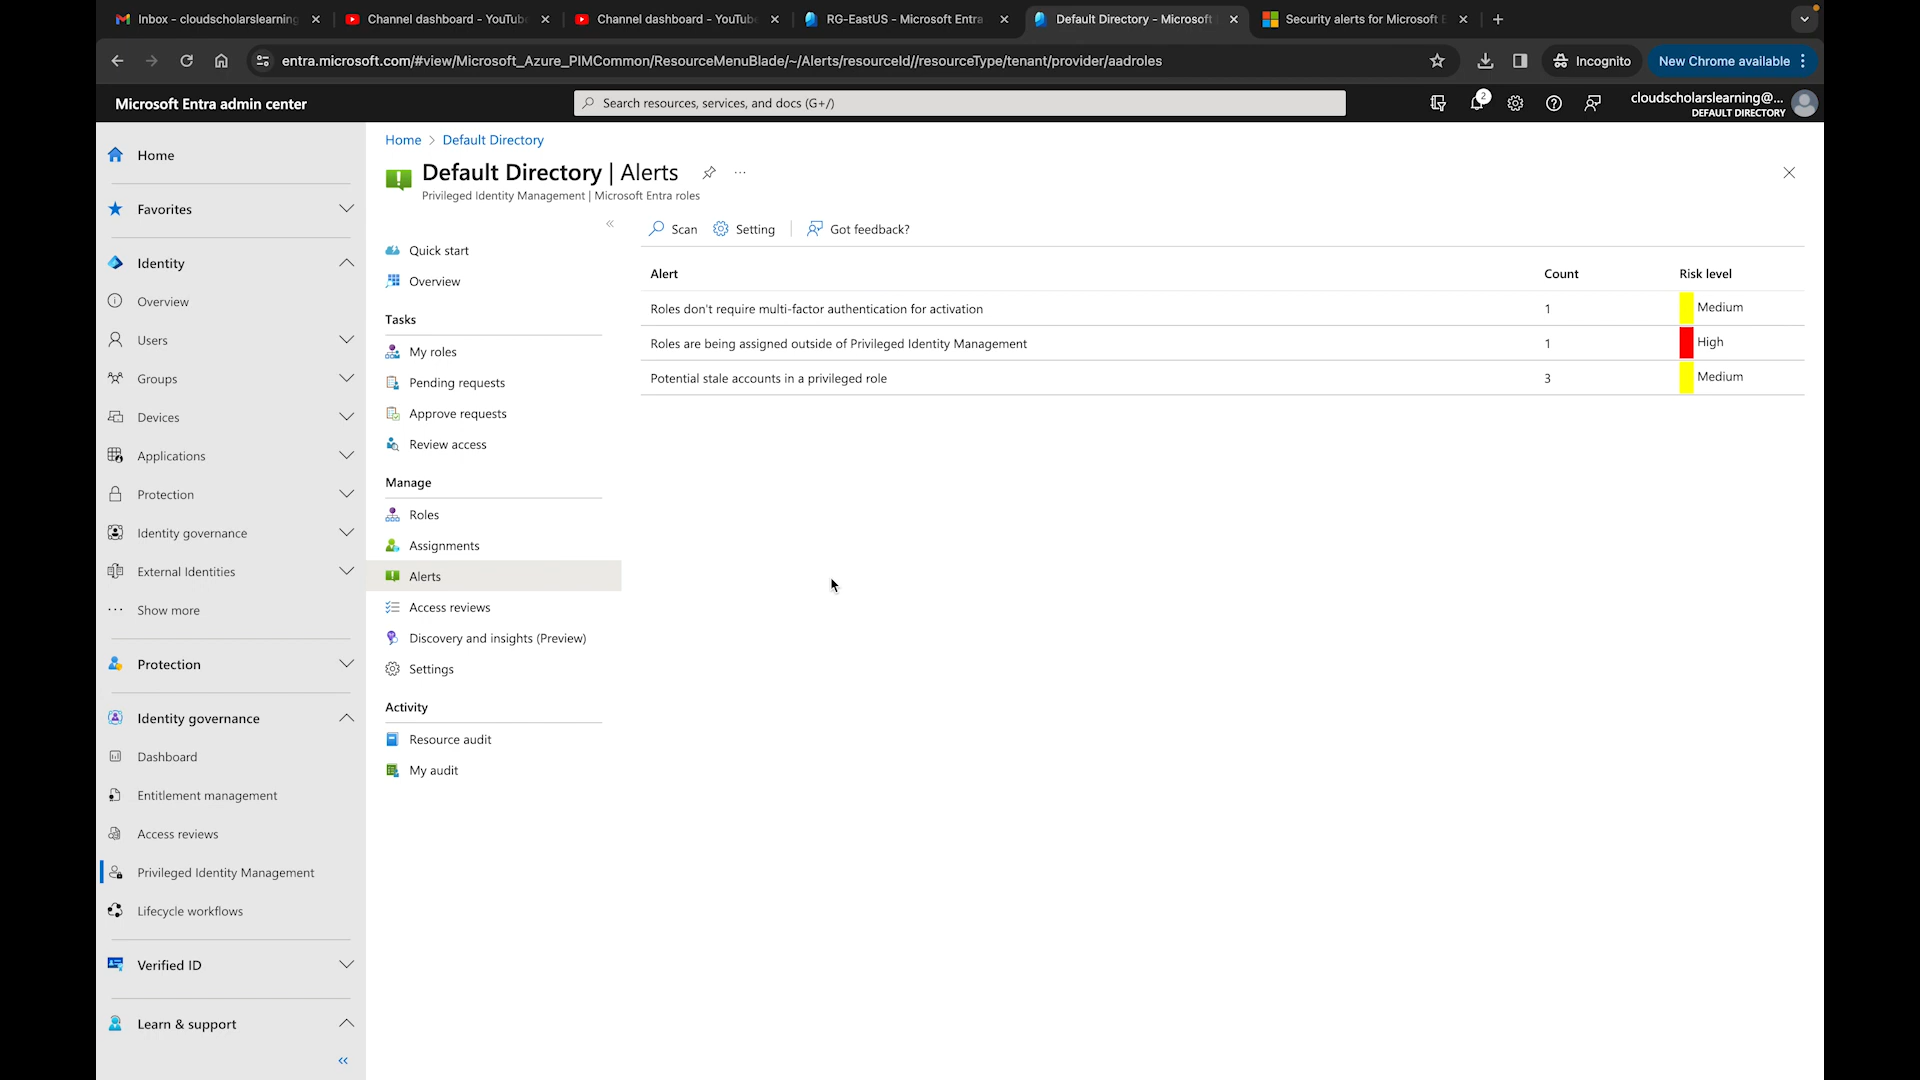 Inbox - cloudscholarslearning
Channel dashboard - YouTube
Channel dashboard - YouTube
RG-EastUS - Microsoft Entra
Default Directory - Microsoft
Security alerts for Microsoft E
entra.microsoft.com/#view/Microsoft_Azure_PIMCommon/ResourceMenuBlade/~/Alerts/resourceId//resourceType/tenant/provider/aadroles
Incognito
New Chrome available
Microsoft Entra admin center
Search resources, services, and docs (G+/)
2
cloudscholarslearning@...
DEFAULT DIRECTORY
Home
Favorites
Identity
Overview
Users
Groups
Devices
Applications
Protection
Identity governance
External Identities
Show more
Protection
Identity governance
Dashboard
Entitlement management
Access reviews
Privileged Identity Management
Lifecycle workflows
Verified ID
Learn & support
Home > Default Directory
Default Directory | Alerts
Privileged Identity Management | Microsoft Entra roles
Quick start
Overview
Tasks
My roles
Pending requests
Approve requests
Review access
Manage
Roles
Assignments
Alerts
Access reviews
Discovery and insights (Preview)
Settings
Activity
Resource audit
My audit
Scan Setting Got feedback?
Alert Count Risk level
Roles don't require multi-factor authentication for activation 1 Medium
Roles are being assigned outside of Privileged Identity Management 1 High
Potential stale accounts in a privileged role 3 Medium